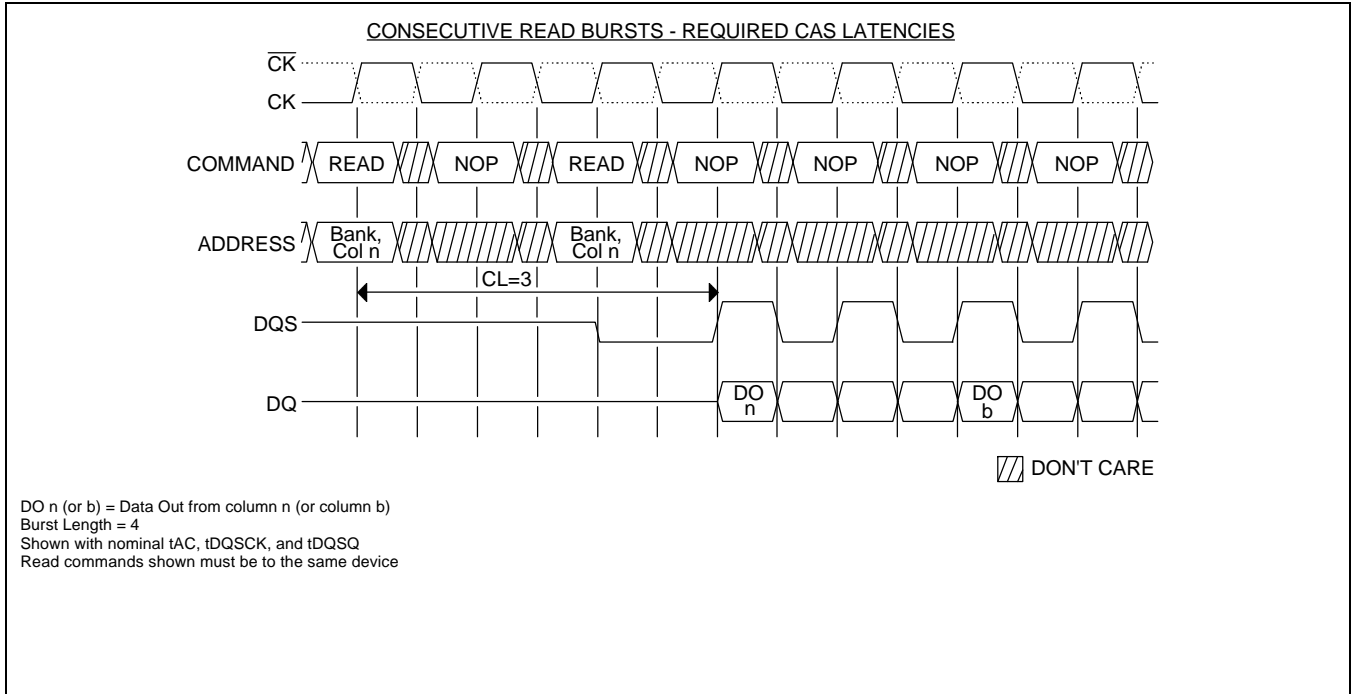 CONSECUTIVE READ BURSTS - REQUIRED CAS LATENCIES
CK
CK
COMMAND READ NOP READ NOP NOP NOP NOP
ADDRESS Bank, Col n Bank, Col n
CL=3
DQS
DQ DO n DO b
DON'T CARE
DO n (or b) = Data Out from column n (or column b)
Burst Length = 4
Shown with nominal tAC, tDQSCK, and tDQSQ
Read commands shown must be to the same device